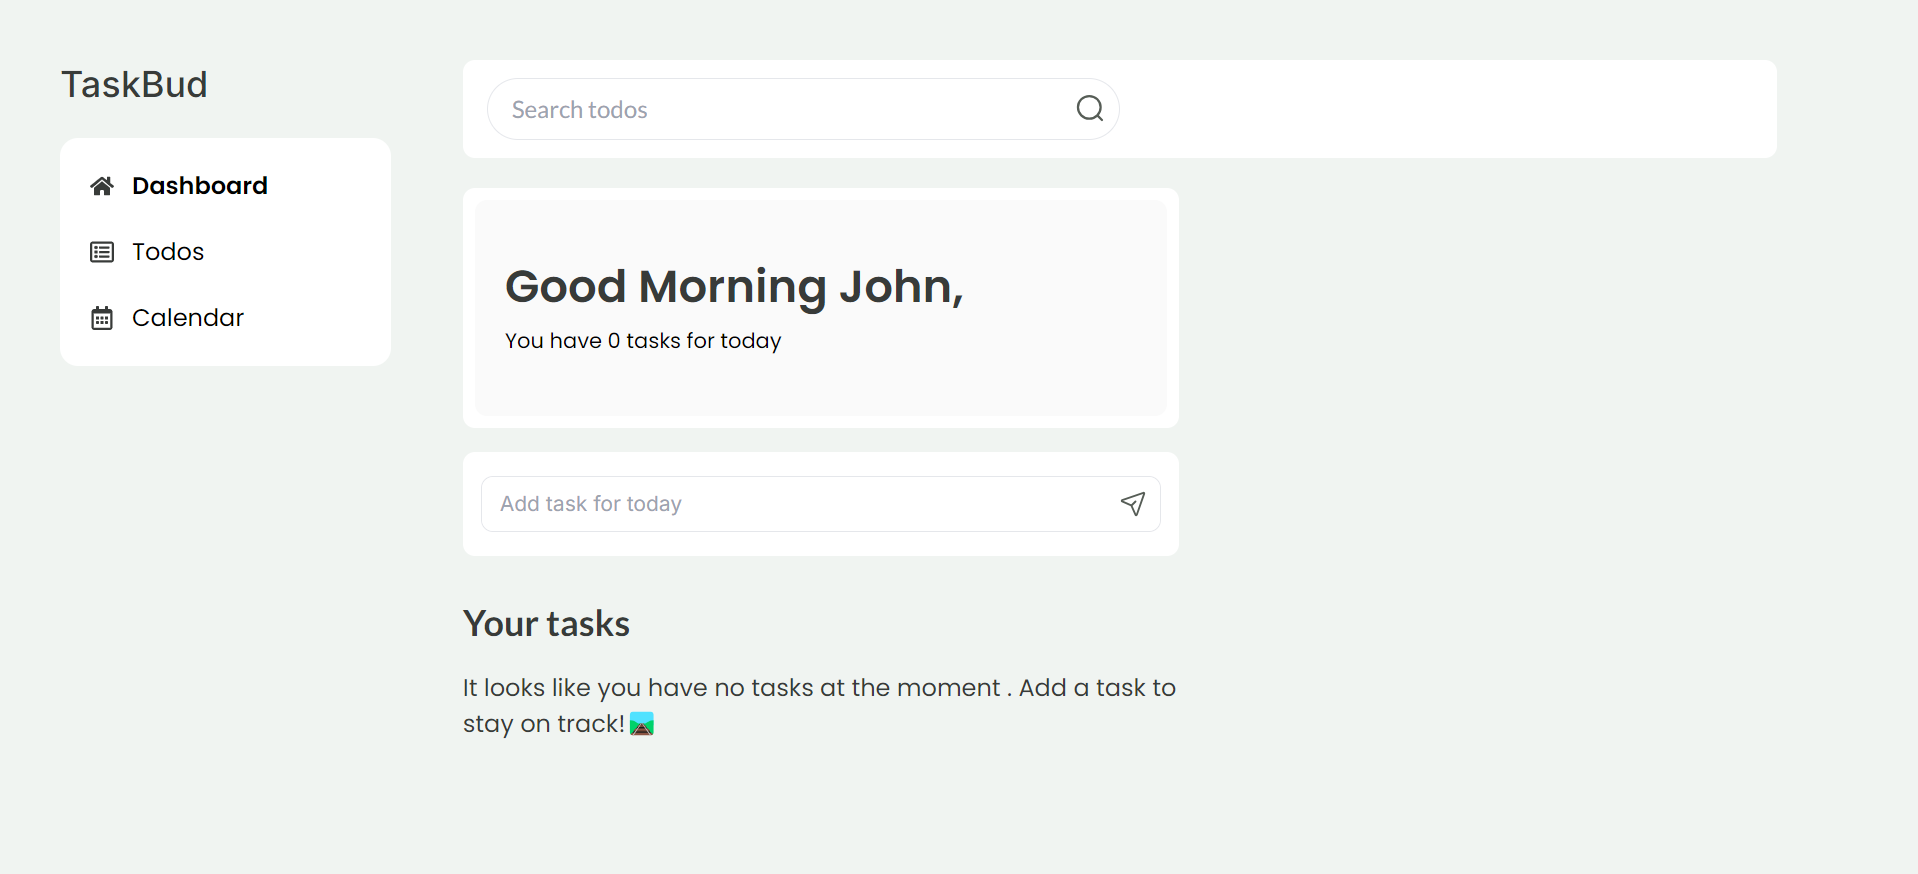 TaskBud
Dashboard
Todos
Calendar
Search todos
Good Morning John,
You have 0 tasks for today
Add task for today
Your tasks
It looks like you have no tasks at the moment . Add a task to
stay on track!🛤️